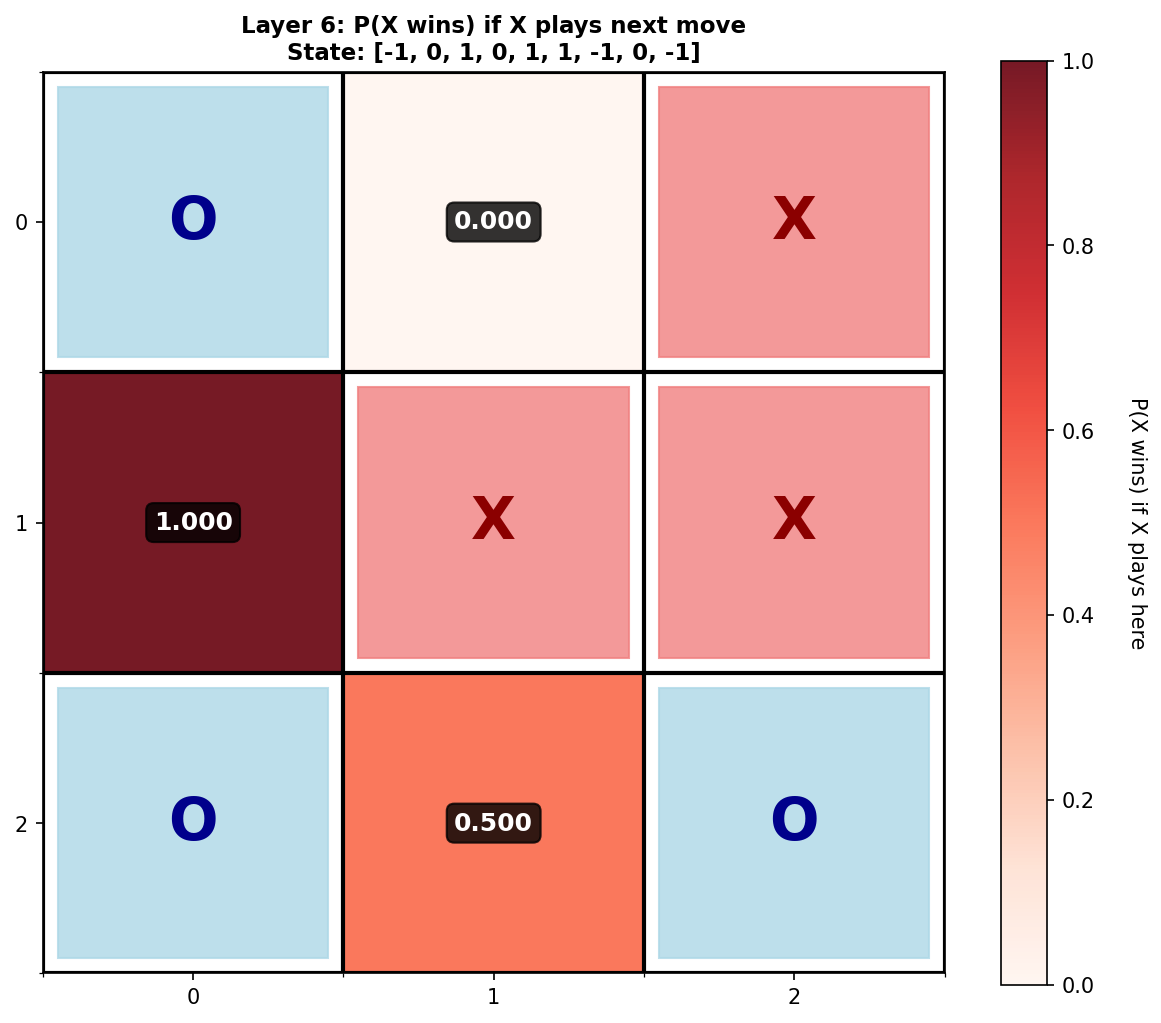 Layer 6: P(X wins) if X plays next move
State: [-1, 0, 1, 0, 1, 1, -1, 0, -1]
0
O
0.000
X
1
1.000
X
X
2
O
0.500
O
0
1
2
1.0
0.8
0.6
0.4
0.2
0.0
P(X wins) if X plays here